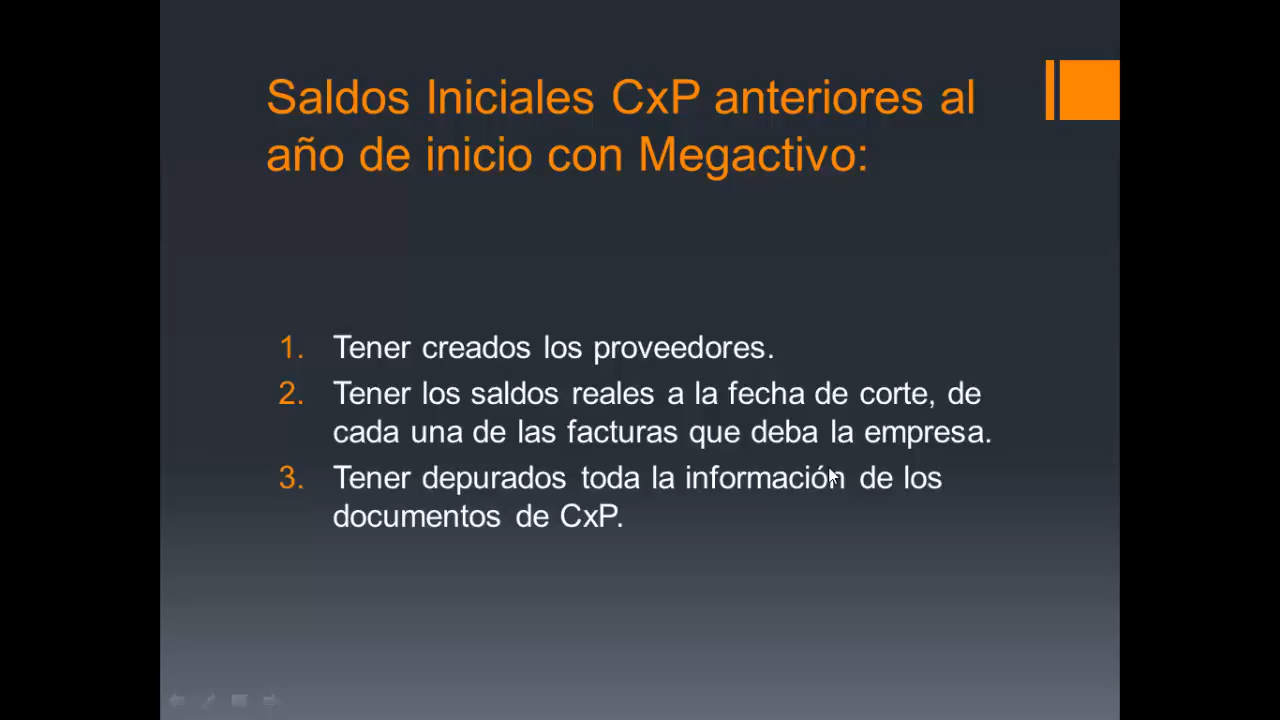 Saldos Iniciales CxP anteriores al
año de inicio con Megactivo:
1. Tener creados los proveedores.
2. Tener los saldos reales a la fecha de corte, de
cada una de las facturas que deba la empresa.
3. Tener depurados toda la información de los
documentos de CxP.